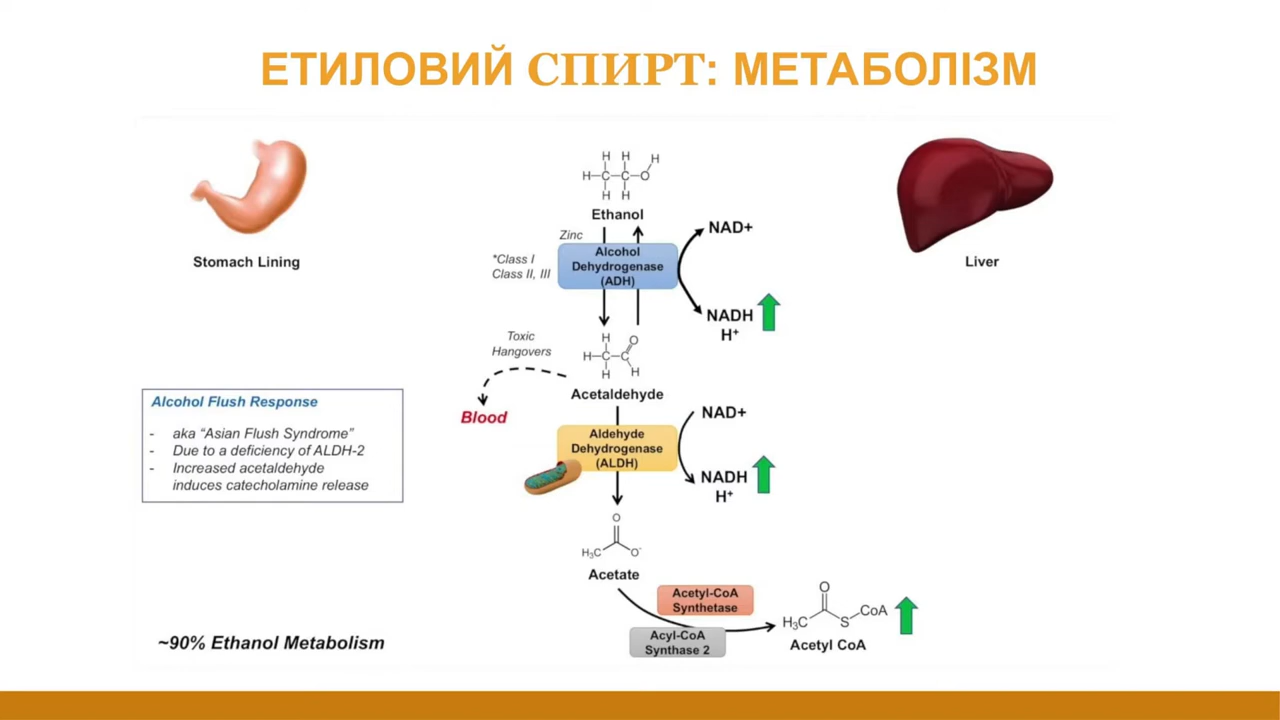 ЕТИЛОВИЙ СПИРТ: МЕТАБОЛІЗМ
Stomach Lining
H H H
H C C O
H H
Ethanol
Zinc
*Class I
Class II, III
Alcohol
Dehydrogenase
(ADH)
NAD+
NADH
H+
Liver
Toxic
Hangovers
H O
H C C
H H
Acetaldehyde
Blood
Alcohol Flush Response
- aka “Asian Flush Syndrome”
- Due to a deficiency of ALDH-2
- Increased acetaldehyde
induces catecholamine release
Aldehyde
Dehydrogenase
(ALDH)
NAD+
NADH
H+
O
H₃C O-
Acetate
Acetyl-CoA
Synthetase
Acyl-CoA
Synthase 2
O
H₃C S CoA
Acetyl CoA
~90% Ethanol Metabolism